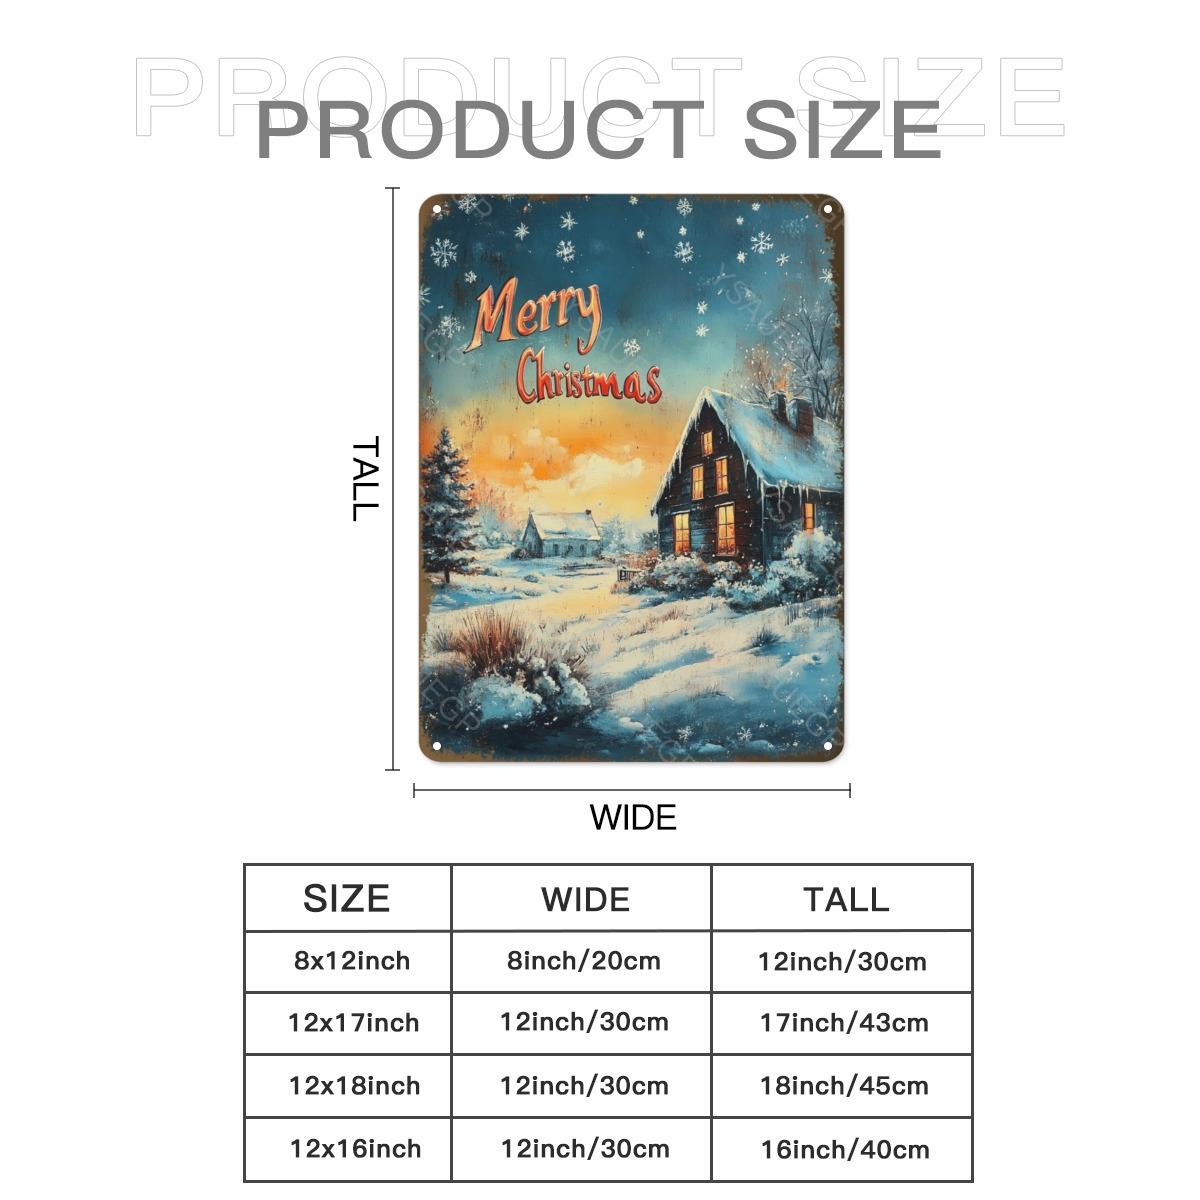 PRODUCT SIZE
PRODUCT SIZE
Merry
Christmas
TALL
WIDE
SIZE WIDE TALL
8x12inch 8inch/20cm 12inch/30cm
12x17inch 12inch/30cm 17inch/43cm
12x18inch 12inch/30cm 18inch/45cm
12x16inch 12inch/30cm 16inch/40cm